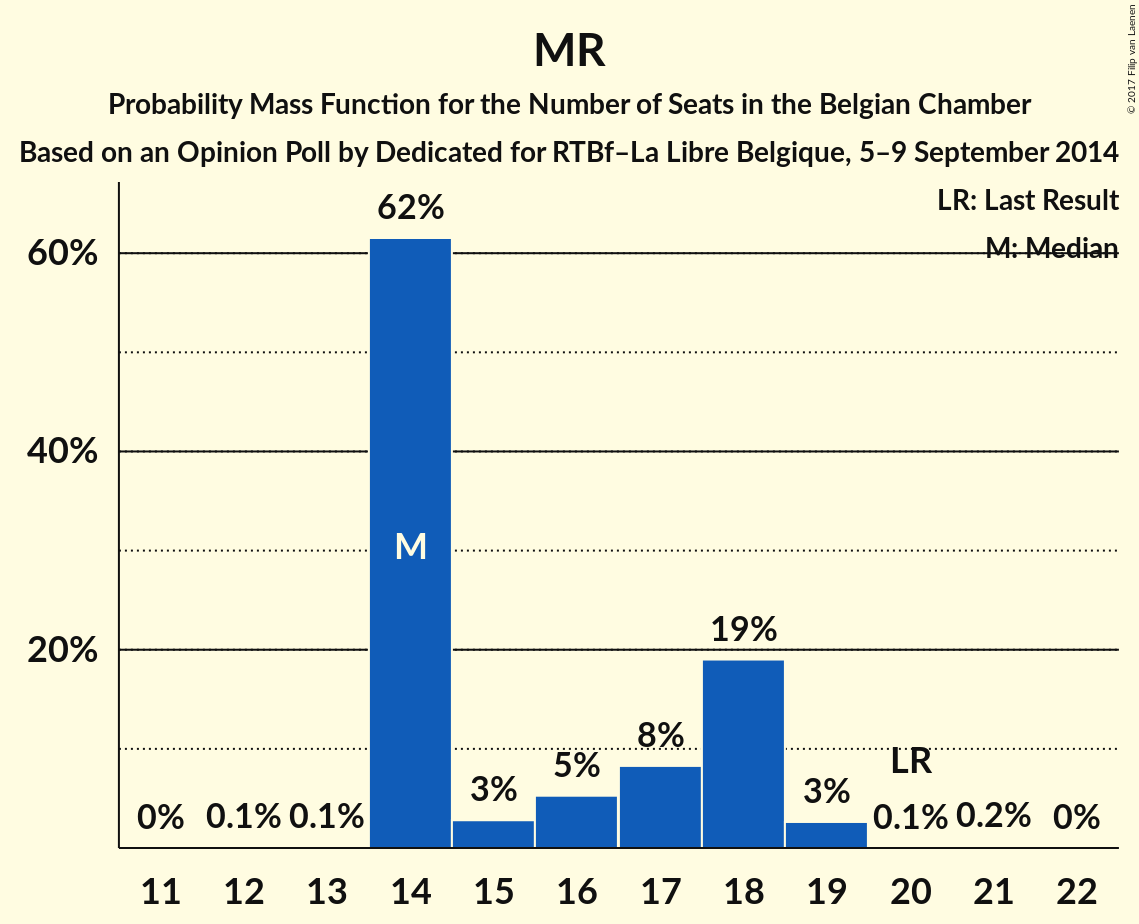 MR
Probability Mass Function for the Number of Seats in the Belgian Chamber
Based on an Opinion Poll by Dedicated for RTBf–La Libre Belgique, 5–9 September 2014
© 2017 Filip van Laenen
LR: Last Result
M: Median
60%
40%
20%
0%
0.1%
0.1%
62%
M
3%
5%
8%
19%
3%
LR
0.1%
0.2%
0%
11 12 13 14 15 16 17 18 19 20 21 22